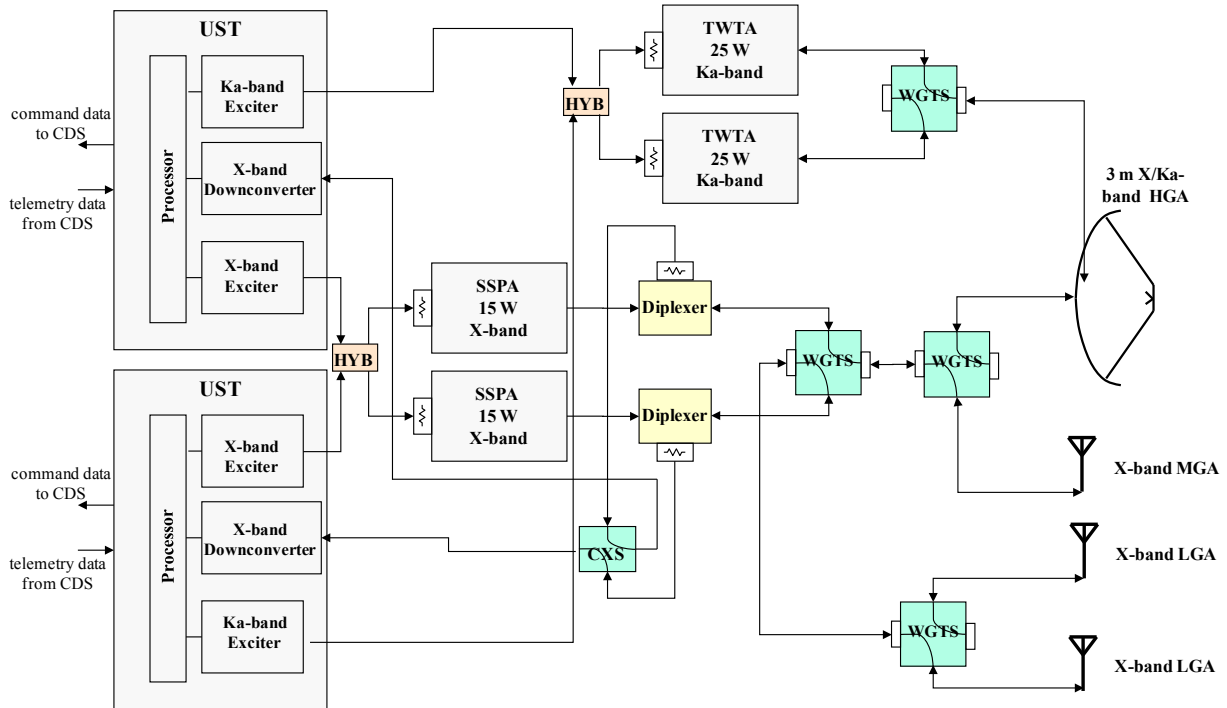 UST
Processor
Ka-band
Exciter
X-band
Downconverter
X-band
Exciter
command data
to CDS
telemetry data
from CDS
HYB
TWTA
25 W
Ka-band
TWTA
25 W
Ka-band
WGTS
3 m X/Ka-
band HGA
HYB
SSPA
15 W
X-band
SSPA
15 W
X-band
Diplexer
Diplexer
WGTS
WGTS
UST
Processor
X-band
Exciter
X-band
Downconverter
Ka-band
Exciter
command data
to CDS
telemetry data
from CDS
CXS
X-band MGA
X-band LGA
WGTS
X-band LGA